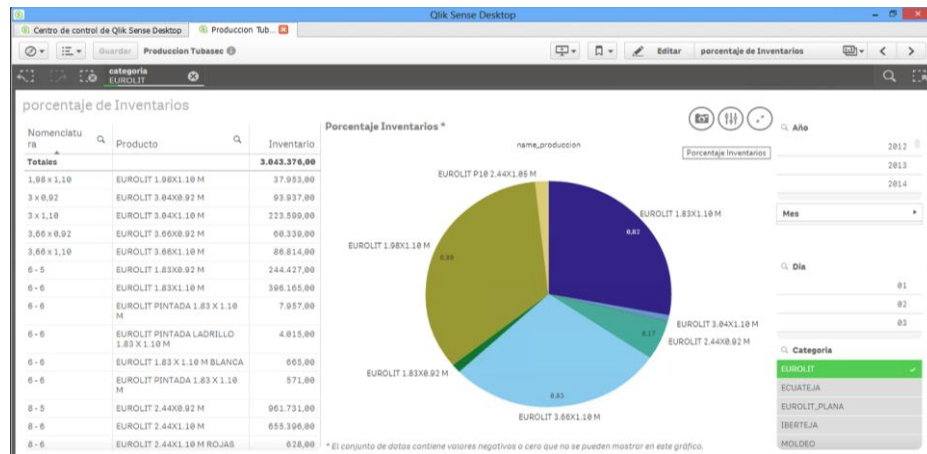 Qlik Sense Desktop
Centro de control de Qlik Sense Desktop
Produccion Tub...
Guardar
Produccion Tubasec
Editar
porcentaje de Inventarios
categoria
EUROLIT
porcentaje de Inventarios
Nomenclatura Producto Inventario
Totales 3.043.376,00
1,98 x 1,10 EUROLIT 1.98X1.10 M 37.953,00
3 x 0,92 EUROLIT 3.04X0.92 M 93.937,00
3 x 1,10 EUROLIT 3.04X1.10 M 223.599,00
3,66 x 0,92 EUROLIT 3.66X0.92 M 60.339,00
3,66 x 1,10 EUROLIT 3.66X1.10 M 86.814,00
6 - 5 EUROLIT 1.83X0.92 M 244.427,00
6 - 6 EUROLIT 1.83X1.10 M 396.165,00
6 - 6 EUROLIT PINTADA 1.83 X 1.10 M 7.957,00
6 - 6 EUROLIT PINTADA LADRILLO 1.83 X 1.10 M 4.015,00
6 - 6 EUROLIT 1.83 X 1.10 M BLANCA 665,00
6 - 6 EUROLIT PINTADA 1.83 X 1.10 M 571,00
8 - 5 EUROLIT 2.44X0.92 M 961.731,00
8 - 6 EUROLIT 2.44X1.10 M 655.396,00
8 - 6 EUROLIT 2.44X1.10 M ROJAS 628,00
Porcentaje Inventarios *
name_produccion
Porcentaje Inventarios
EUROLIT P10 2.44X1.05 M
EUROLIT 1.83X1.10 M
0,82
EUROLIT 1.98X1.10 M
EUROLIT 3.04X1.10 M
0,17
EUROLIT 2.44X0.92 M
EUROLIT 1.83X0.92 M
0,83
EUROLIT 3.66X1.10 M
* El conjunto de datos contiene valores negativos o cero que no se pueden mostrar en este gráfico.
Año
2012
2013
2014
Mes
Dia
01
02
03
Categoria
EUROLIT
ECUATEJA
EUROLIT_PLANA
IBERTEJA
MOLDEO